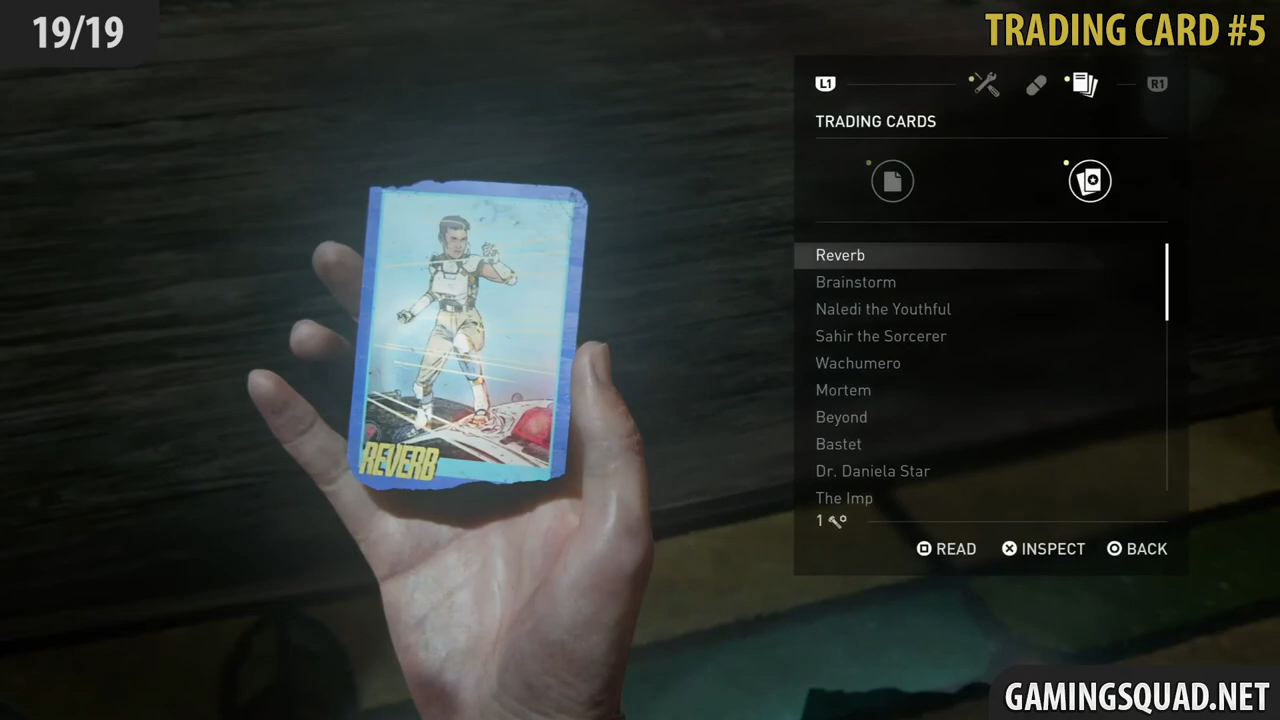 19/19
TRADING CARD #5
L1
R1
TRADING CARDS
Reverb
Brainstorm
Naledi the Youthful
Sahir the Sorcerer
Wachumero
Mortem
Beyond
Bastet
Dr. Daniela Star
The Imp
1
READ
INSPECT
BACK
REVERB
GAMINGSQUAD.NET